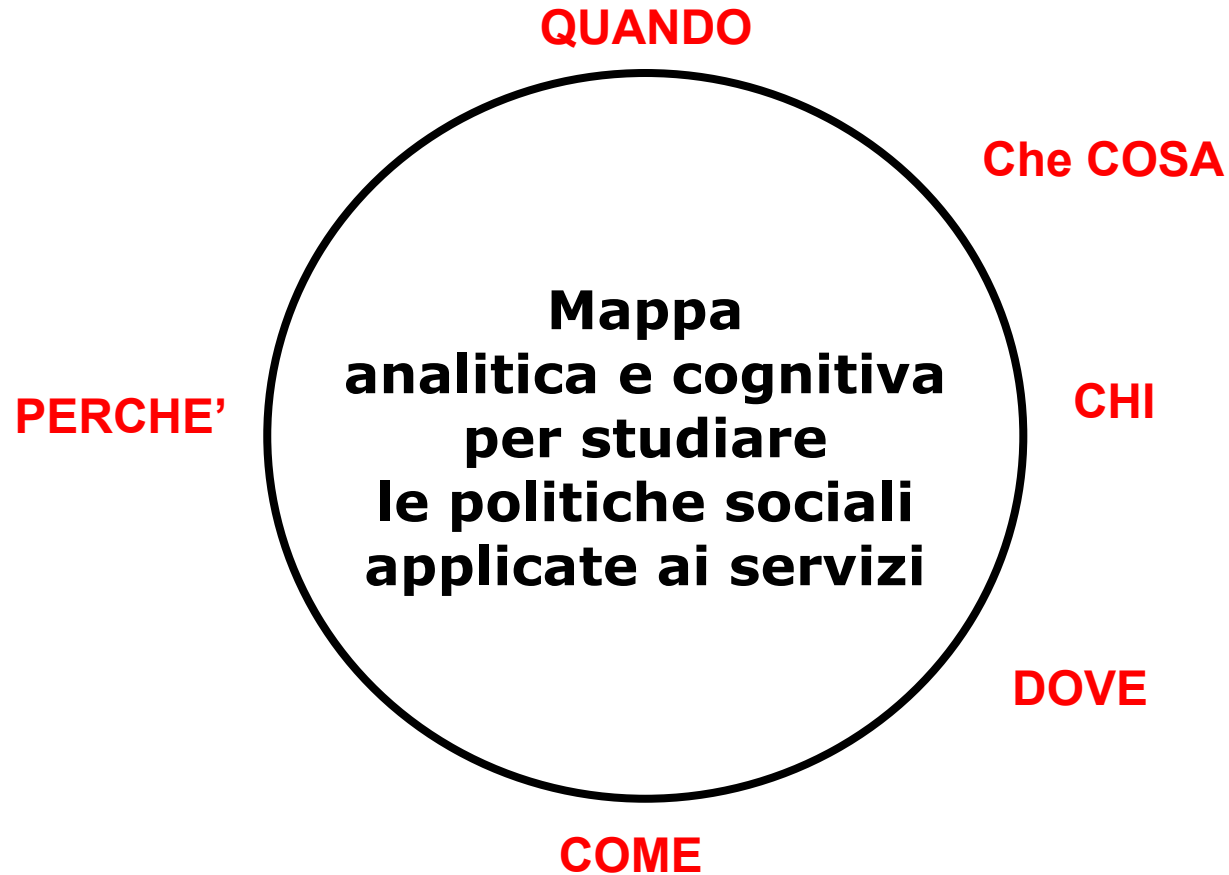 QUANDO
Che COSA
Mappa
analitica e cognitiva
per studiare
le politiche sociali
applicate ai servizi
PERCHE’
CHI
DOVE
COME